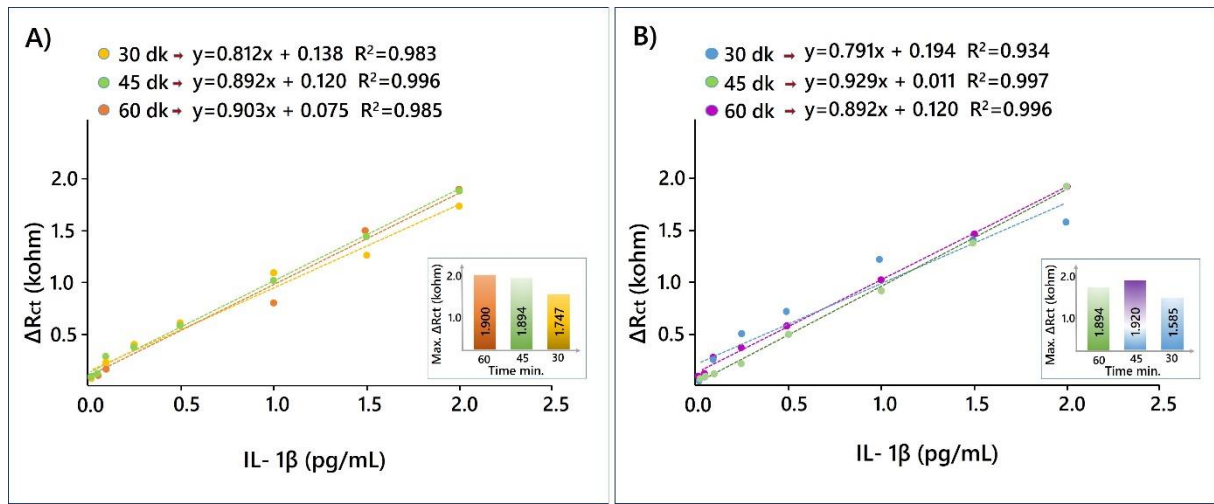 A)
30 dk → y=0.812x + 0.138 R²=0.983
45 dk → y=0.892x + 0.120 R²=0.996
60 dk → y=0.903x + 0.075 R²=0.985
ΔRct (kohm)
2.0
1.5
1.0
0.5
0.0 0.5 1.0 1.5 2.0 2.5
IL- 1β (pg/mL)
Max. ΔRct (kohm)
2.0
1.0
1.900 1.894 1.747
60 45 30
Time min.
B)
30 dk → y=0.791x + 0.194 R²=0.934
45 dk → y=0.929x + 0.011 R²=0.997
60 dk → y=0.892x + 0.120 R²=0.996
ΔRct (kohm)
2.0
1.5
1.0
0.5
0.0 0.5 1.0 1.5 2.0 2.5
IL- 1β (pg/mL)
Max. ΔRct (kohm)
2.0
1.0
1.894 1.920 1.585
60 45 30
Time min.